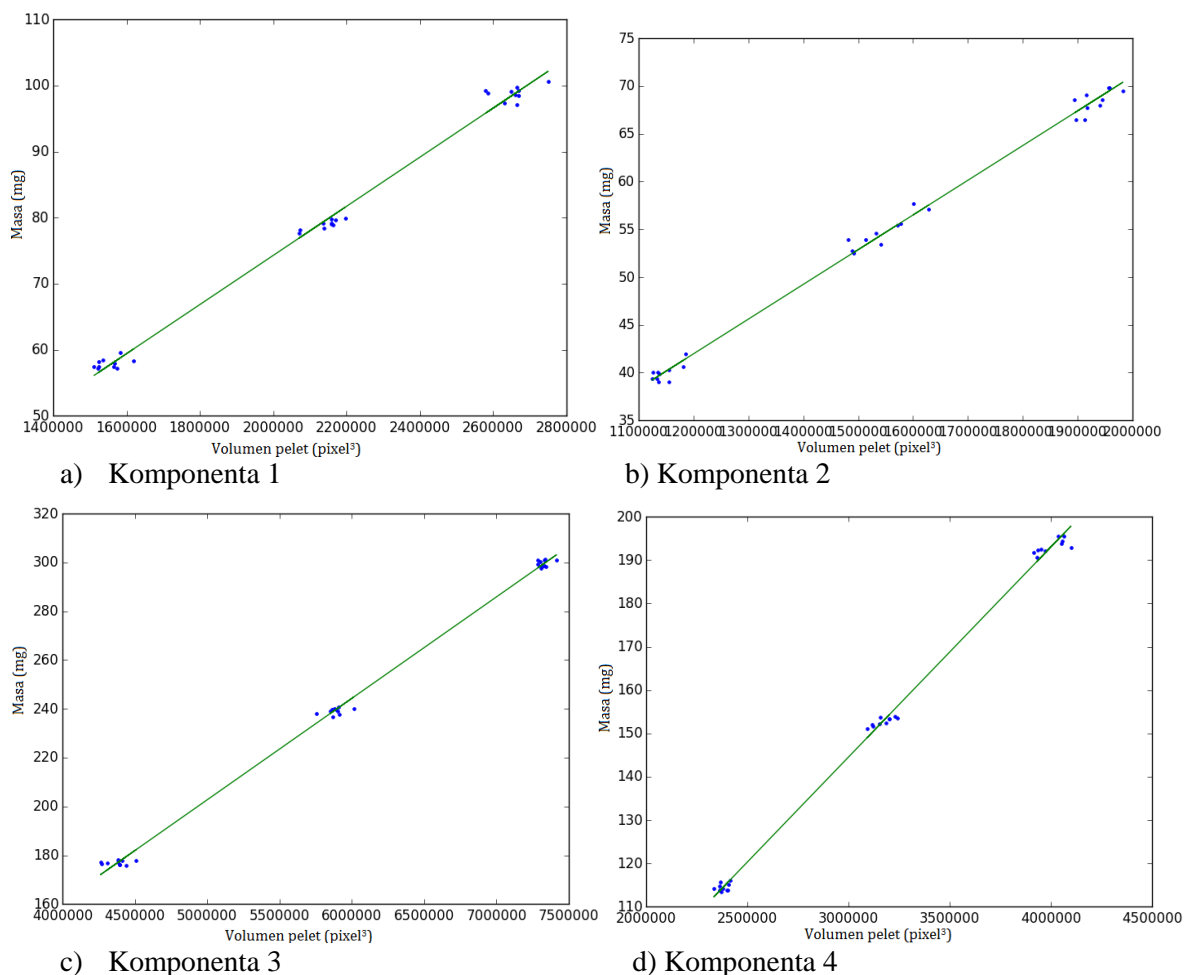 110
100
90
80
70
60
50
Masa (mg)
1400000 1600000 1800000 2000000 2200000 2400000 2600000 2800000
Volumen pelet (pixel³)
a) Komponenta 1
75
70
65
60
55
50
45
40
35
Masa (mg)
1100000 1200000 1300000 1400000 1500000 1600000 1700000 1800000 1900000 2000000
Volumen pelet (pixel³)
b) Komponenta 2
320
300
280
260
240
220
200
180
160
Masa (mg)
4000000 4500000 5000000 5500000 6000000 6500000 7000000 7500000
Volumen pelet (pixel³)
c) Komponenta 3
200
190
180
170
160
150
140
130
120
110
Masa (mg)
2000000 2500000 3000000 3500000 4000000 4500000
Volumen pelet (pixel³)
d) Komponenta 4